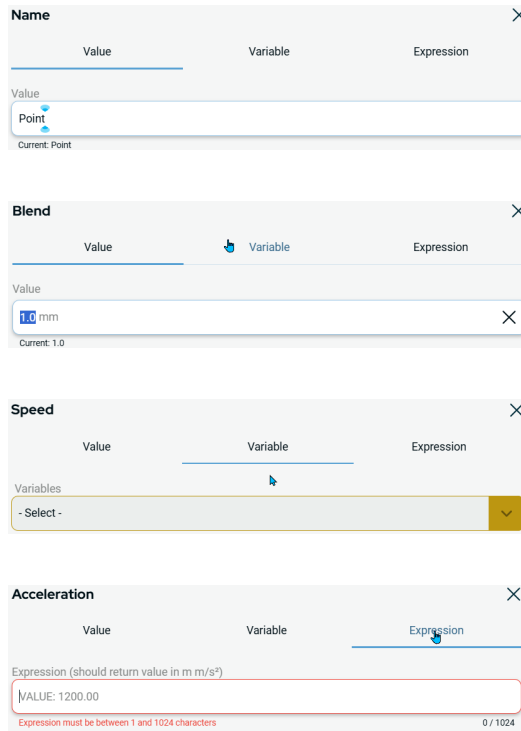 Name
Value Variable Expression
Value
Point
Current: Point
Blend
Value Variable Expression
Value
1.0 mm
Current: 1.0
Speed
Value Variable Expression
Variables
- Select -
Acceleration
Value Variable Expression
Expression (should return value in m m/s²)
VALUE: 1200.00
Expression must be between 1 and 1024 characters 0 / 1024